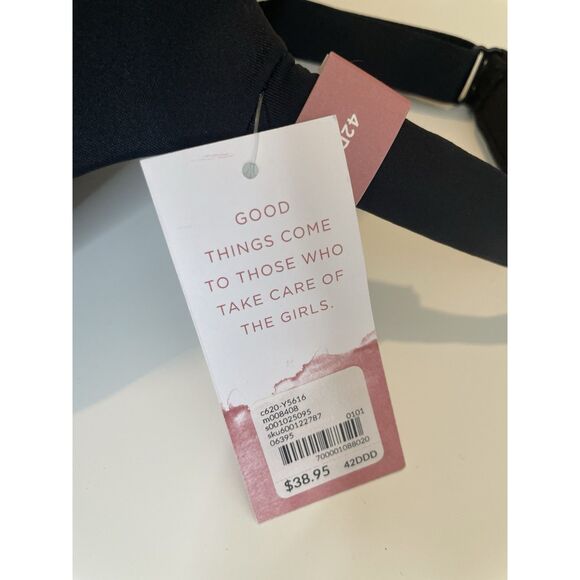 42D
GOOD
THINGS COME
TO THOSE WHO
TAKE CARE OF
THE GIRLS.
c620-Y5616
m008408
s001025095
sku600122787
06395 0101
700001088020
$38.95 42DDD